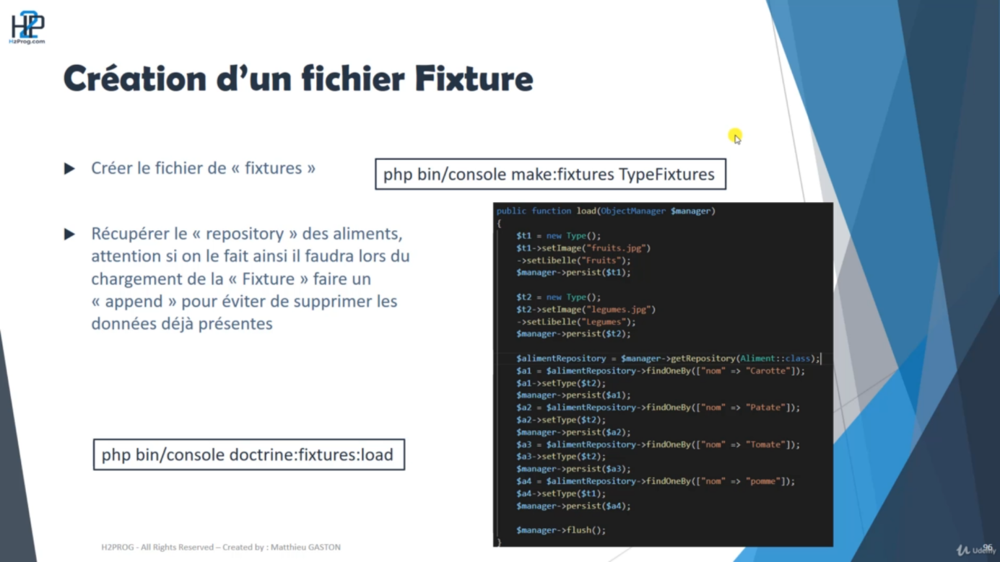 H2P
H2Prog.com
Création d’un fichier Fixture
Créer le fichier de « fixtures »
php bin/console make:fixtures TypeFixtures
Récupérer le « repository » des aliments,
attention si on le fait ainsi il faudra lors du
chargement de la « Fixture » faire un
« append » pour éviter de supprimer les
données déjà présentes
php bin/console doctrine:fixtures:load
public function load(ObjectManager $manager)
{
$t1 = new Type();
$t1->setImage("fruits.jpg")
->setLibelle("Fruits");
$manager->persist($t1);
$t2 = new Type();
$t2->setImage("legumes.jpg")
->setLibelle("Legumes");
$manager->persist($t2);
$alimentRepository = $manager->getRepository(Aliment::class);
$a1 = $alimentRepository->findOneBy(["nom" => "Carotte"]);
$a1->setType($t2);
$manager->persist($a1);
$a2 = $alimentRepository->findOneBy(["nom" => "Patate"]);
$a2->setType($t2);
$manager->persist($a2);
$a3 = $alimentRepository->findOneBy(["nom" => "Tomate"]);
$a3->setType($t2);
$manager->persist($a3);
$a4 = $alimentRepository->findOneBy(["nom" => "pomme"]);
$a4->setType($t1);
$manager->persist($a4);
$manager->flush();
}
H2PROG - All Rights Reserved – Created by : Matthieu GASTON
96
Udemy